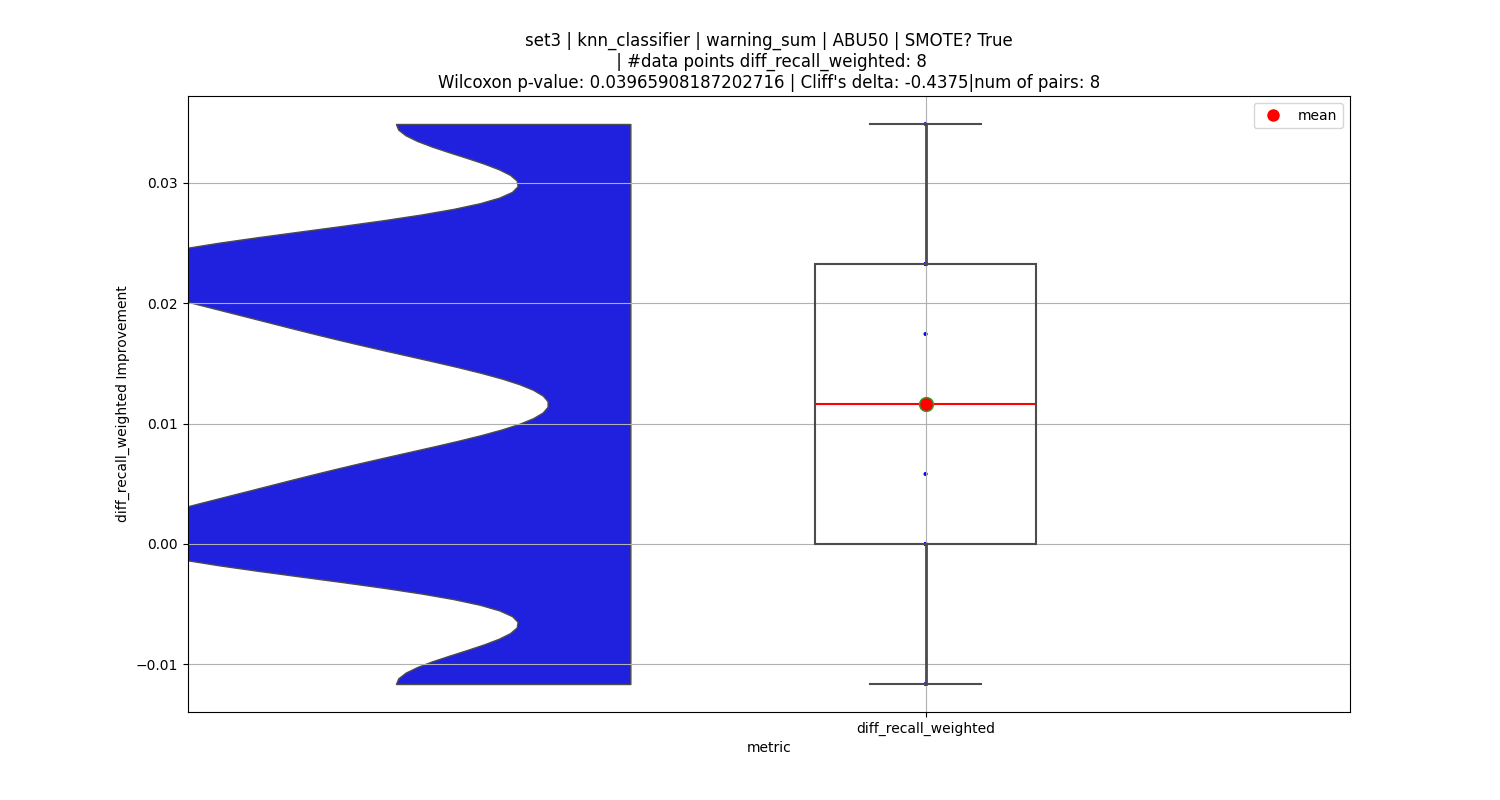 set3 | knn_classifier | warning_sum | ABU50 | SMOTE? True
| #data points diff_recall_weighted: 8
Wilcoxon p-value: 0.03965908187202716 | Cliff's delta: -0.4375|num of pairs: 8
mean
0.03
0.02
0.01
0.00
−0.01
diff_recall_weighted Improvement
diff_recall_weighted
metric